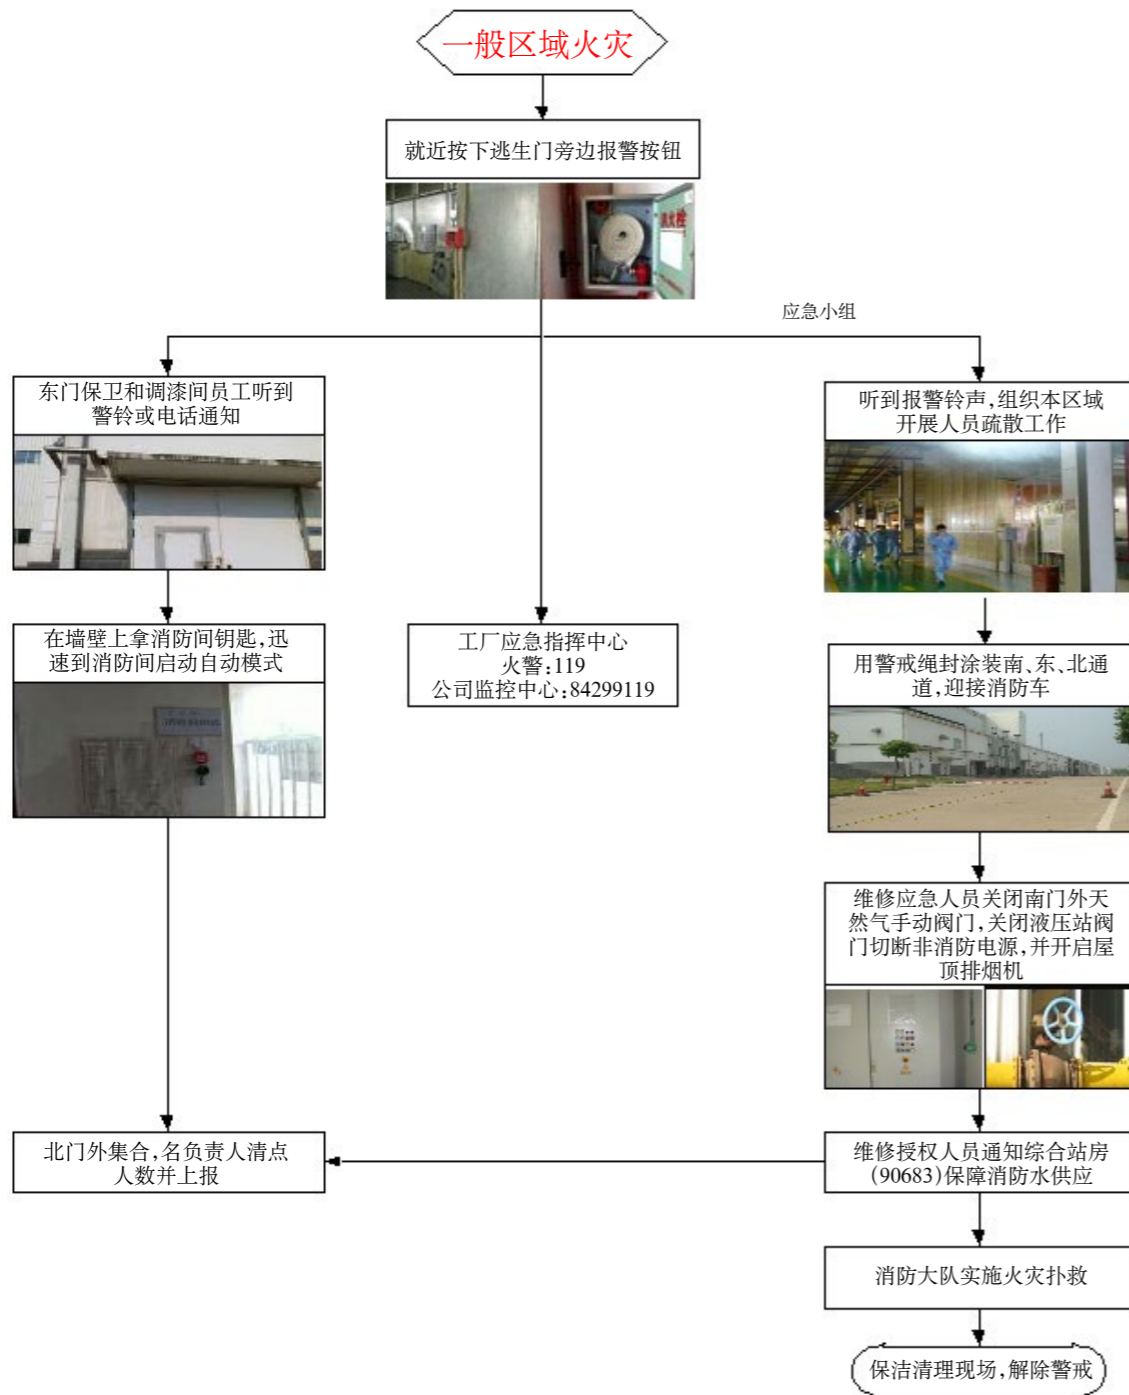 一般区域火灾
就近按下逃生门旁边报警按钮
火栓
应急小组
东门保卫和调漆间员工听到
警铃或电话通知
听到报警铃声，组织本区域
开展人员疏散工作
在墙壁上拿消防间钥匙，迅
速到消防间启动自动模式
工厂应急指挥中心
火警：119
公司监控中心：84299119
用警戒绳封涂装南、东、北通
道，迎接消防车
维修应急人员关闭南门外天
然气手动阀门，关闭液压站阀
门切断非消防电源，并开启屋
顶排烟机
北门外集合，名负责人清点
人数并上报
维修授权人员通知综合站房
（90683）保障消防水供应
消防大队实施火灾扑救
保洁清理现场，解除警戒